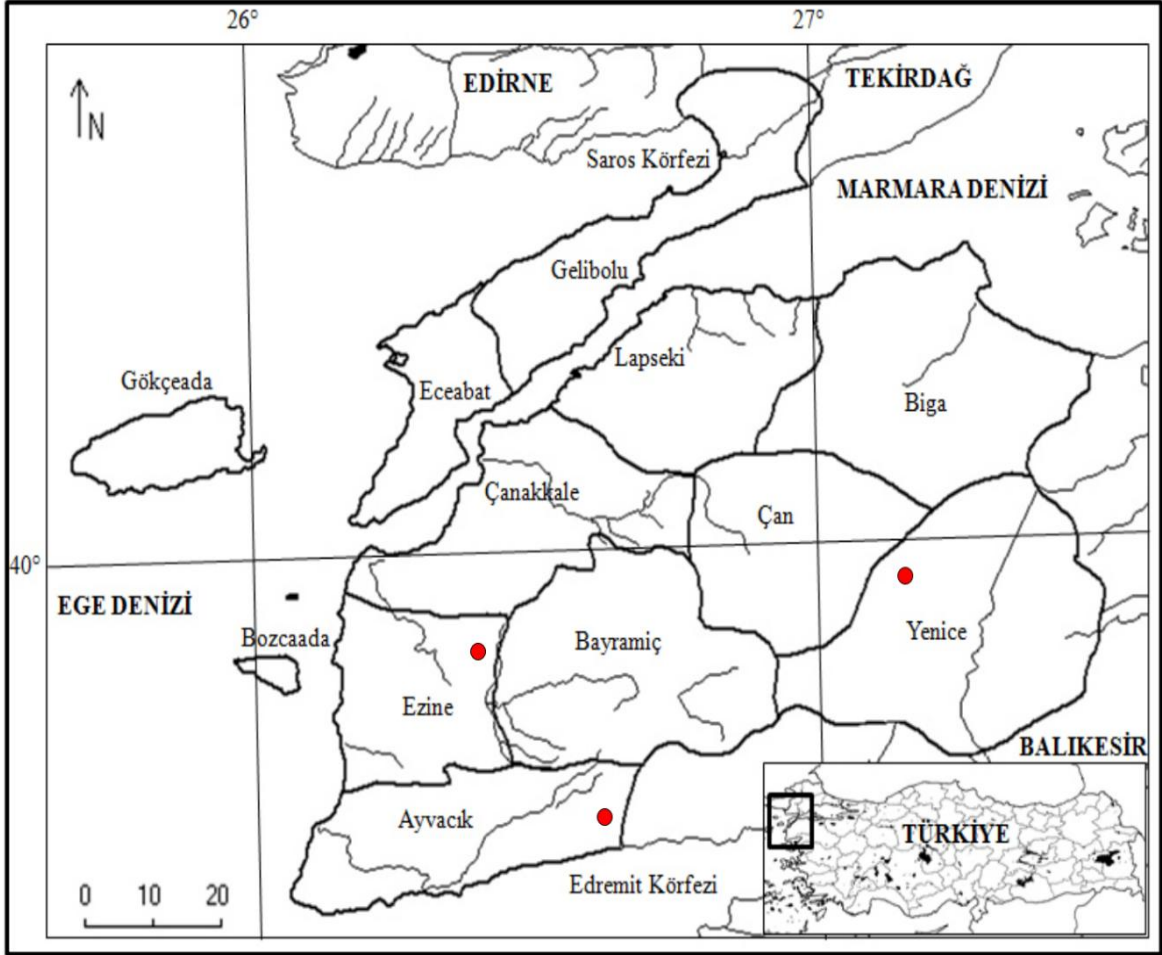 26°
27°
EDİRNE
TEKİRDAĞ
N
Saros Körfezi
MARMARA DENİZİ
Gelibolu
Lapseki
Gökçeada
Eceabat
Biga
Çanakkale
Çan
40°
EGE DENİZİ
Bozcaada
Bayramiç
Yenice
Ezine
BALIKESİR
Ayvacık
TÜRKİYE
Edremit Körfezi
0 10 20